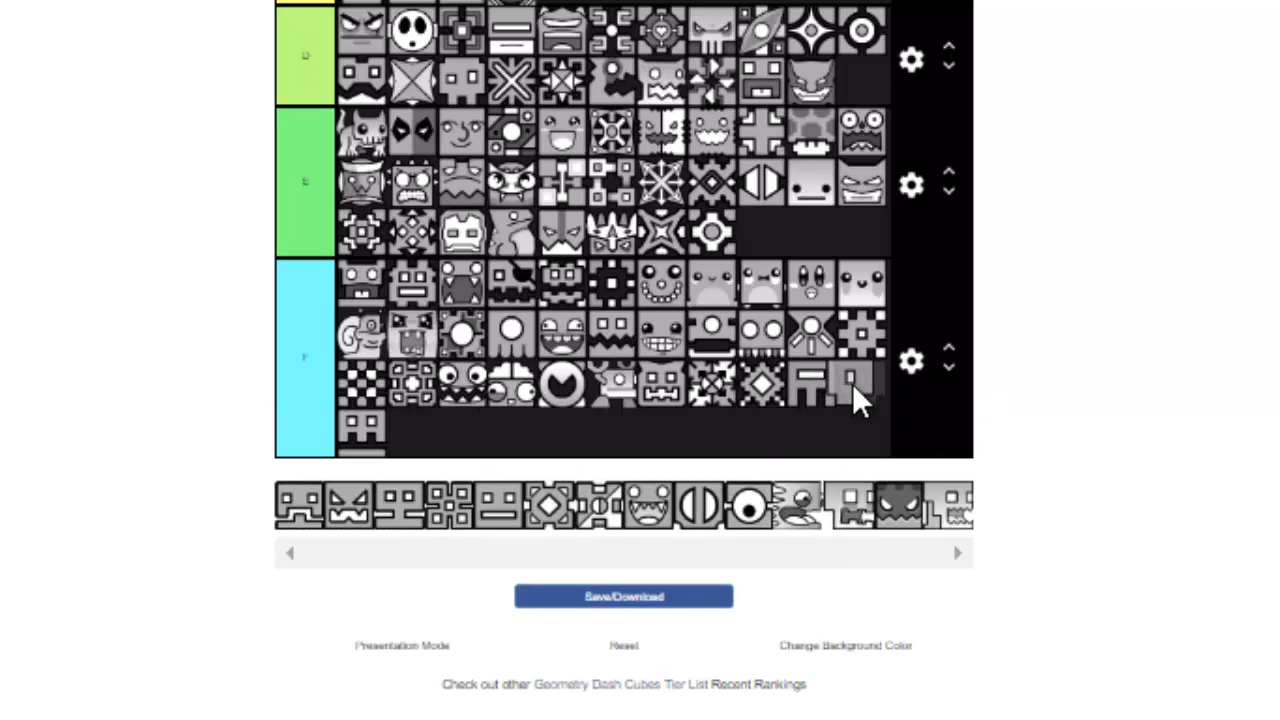 D
E
F
Save/Download
Presentation Mode
Reset
Change Background Color
Check out other Geometry Dash Cubes Tier List Recent Rankings